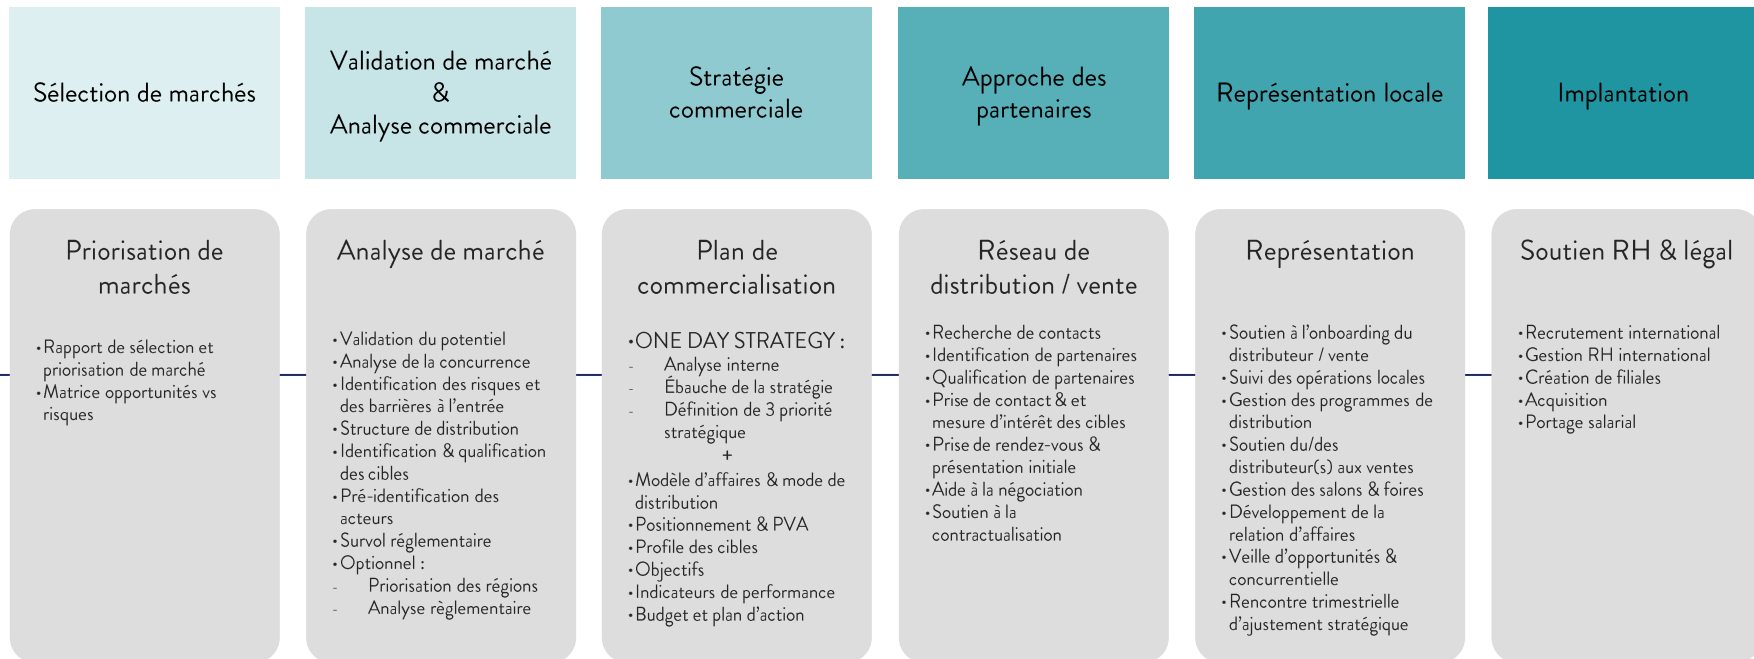 Sélection de marchés
Validation de marché
&
Analyse commerciale
Stratégie
commerciale
Approche des
partenaires
Représentation locale
Implantation
Priorisation de
marchés
•Rapport de sélection et
priorisation de marché
•Matrice opportunités vs
risques
Analyse de marché
•Validation du potentiel
•Analyse de la concurrence
•Identification des risques et
des barrières à l'entrée
•Structure de distribution
•Identification & qualification
des cibles
•Pré-identification des
acteurs
•Survol réglementaire
•Optionnel :
- Priorisation des régions
- Analyse règlementaire
Plan de
commercialisation
•ONE DAY STRATEGY :
- Analyse interne
- Ébauche de la stratégie
- Définition de 3 priorité
stratégique
+
•Modèle d'affaires & mode de
distribution
•Positionnement & PVA
•Profile des cibles
•Objectifs
•Indicateurs de performance
•Budget et plan d'action
Réseau de
distribution / vente
•Recherche de contacts
•Identification de partenaires
•Qualification de partenaires
•Prise de contact & et
mesure d'intérêt des cibles
•Prise de rendez-vous &
présentation initiale
•Aide à la négociation
•Soutien à la
contractualisation
Représentation
•Soutien à l'onboarding du
distributeur / vente
•Suivi des opérations locales
•Gestion des programmes de
distribution
•Soutien du/des
distributeur(s) aux ventes
•Gestion des salons & foires
•Développement de la
relation d'affaires
•Veille d'opportunités &
concurrentielle
•Rencontre trimestrielle
d'ajustement stratégique
Soutien RH & légal
•Recrutement international
•Gestion RH international
•Création de filiales
•Acquisition
•Portage salarial